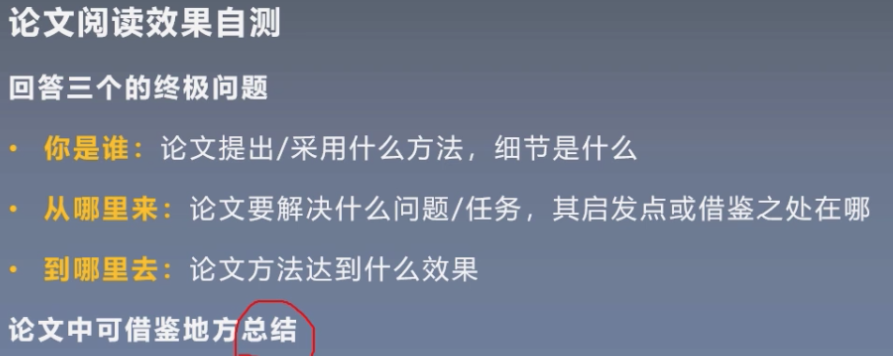 论文阅读效果自测
回答三个的终极问题
• 你是谁：论文提出/采用什么方法，细节是什么
• 从哪里来：论文要解决什么问题/任务，其启发点或借鉴之处在哪
• 到哪里去：论文方法达到什么效果
论文中可借鉴地方总结